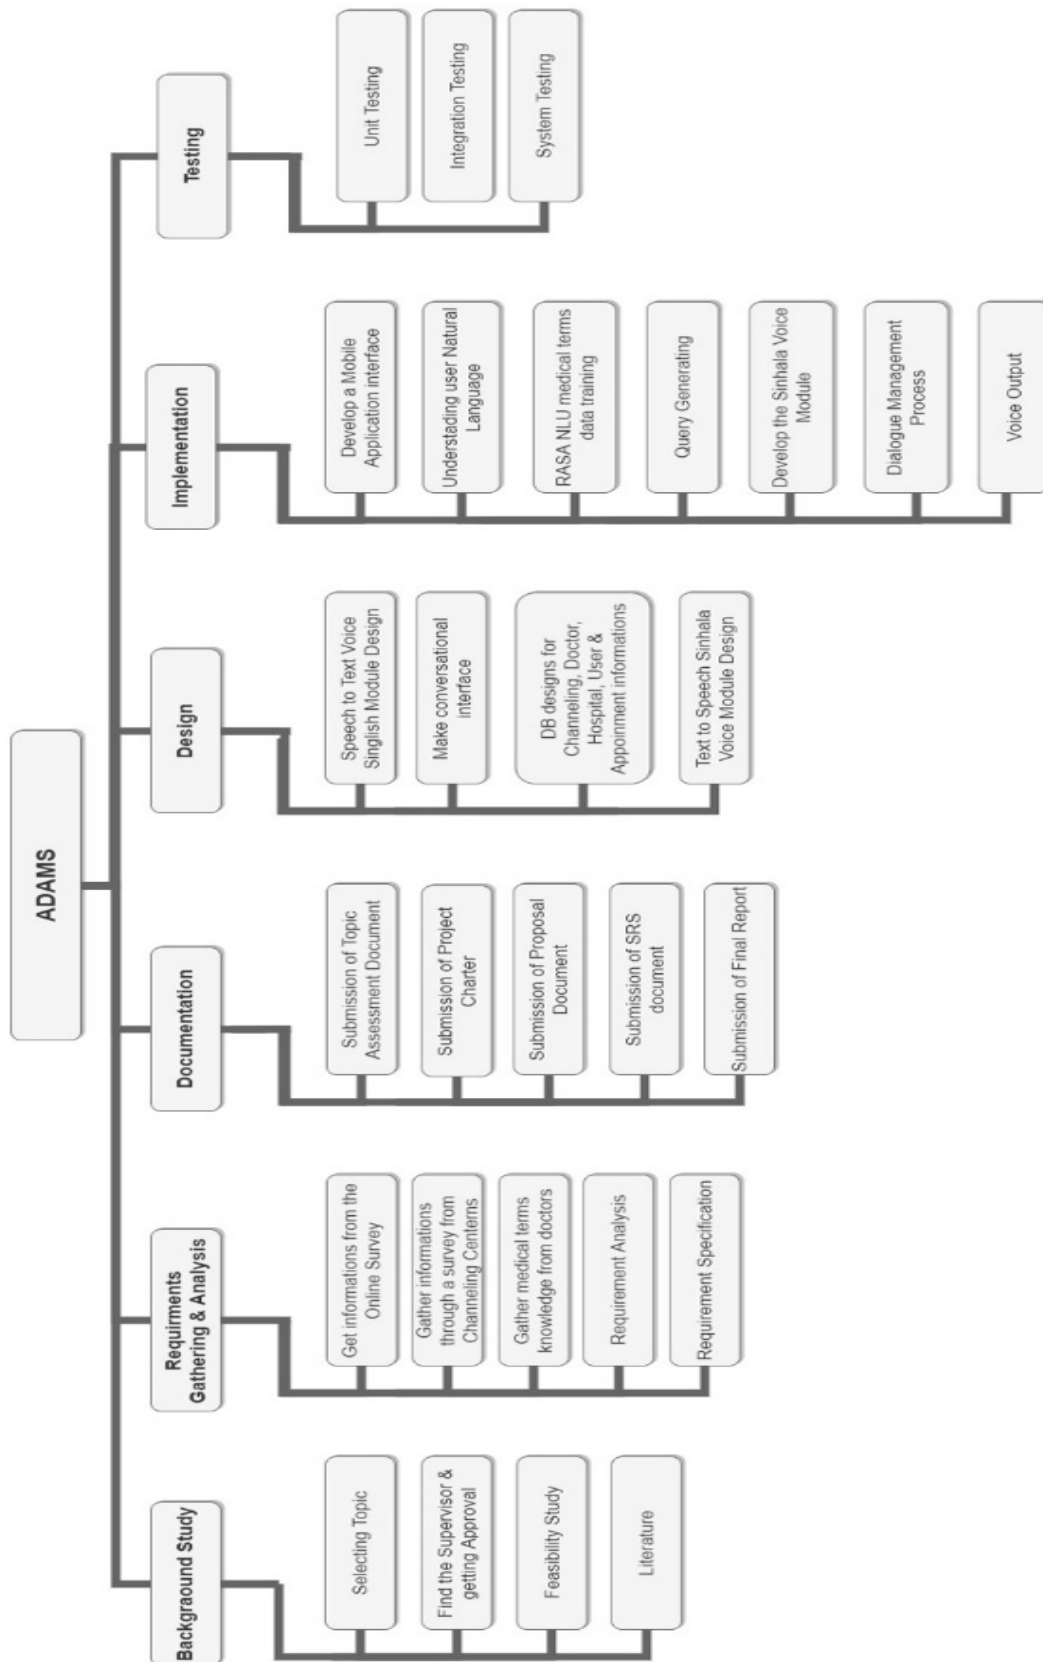 ADAMS
Backgraound Study
Selecting Topic
Find the Supervisor &
getting Approval
Feasibility Study
Literature
Requirments
Gathering & Analysis
Get informations from the
Online Survey
Gather informations
through a survey from
Channeling Centerns
Gather medical terms
knowledge from doctors
Requirement Analysis
Requirement Specification
Documentation
Submission of Topic
Assessment Document
Submission of Project
Charter
Submission of Proposal
Document
Submission of SRS
document
Submission of Final Report
Design
Speech to Text Voice
Singlish Module Design
Make conversational
interface
DB designs for
Channeling, Doctor,
Hospital, User &
Appoinment informations
Text to Speech Sinhala
Voice Module Design
Implementation
Develop a Mobile
Application interface
Understading user Natural
Language
RASA NLU medical terms
data training
Query Generating
Develop the Sinhala Voice
Module
Dialogue Management
Process
Voice Output
Testing
Unit Testing
Integration Testing
System Testing